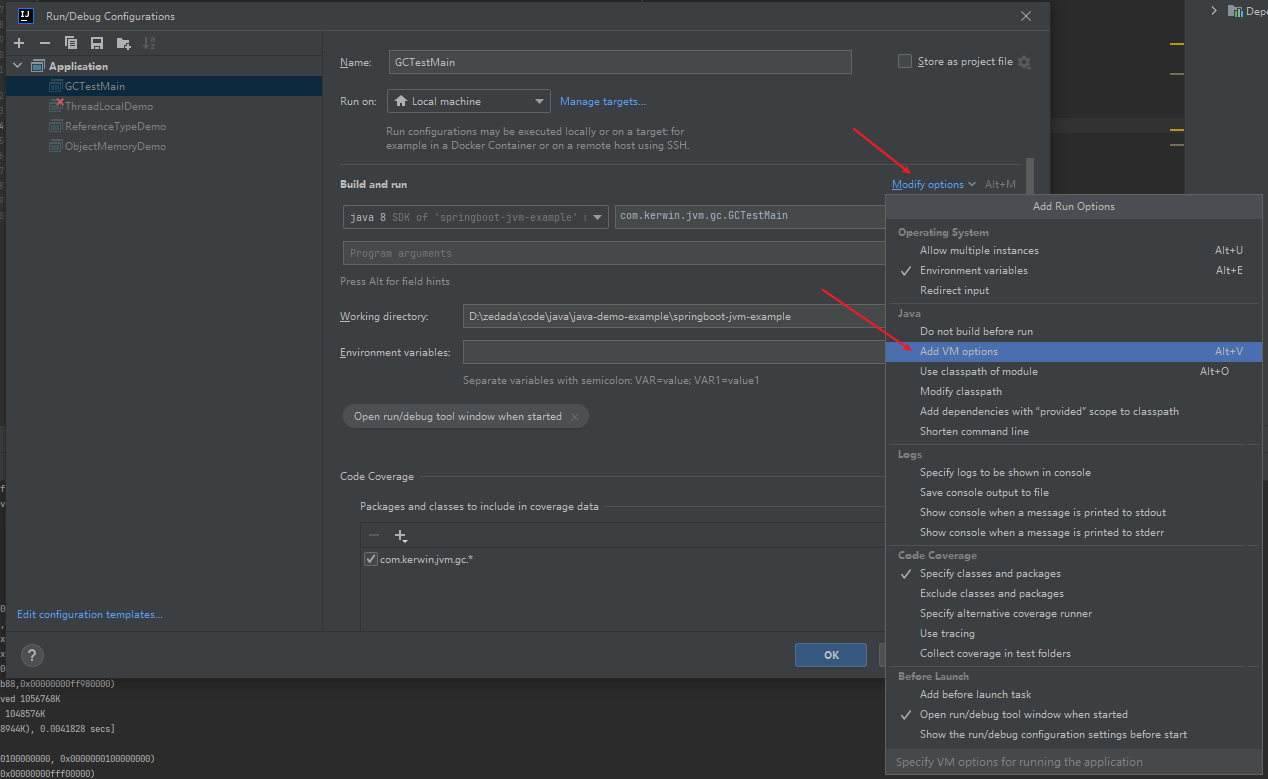 Run/Debug Configurations
Depe
Application
GCTestMain
ThreadLocalDemo
ReferenceTypeDemo
ObjectMemoryDemo
Edit configuration templates...
Name:
GCTestMain
Store as project file
Run on:
Local machine
Manage targets...
Run configurations may be executed locally or on a target: for
example in a Docker Container or on a remote host using SSH.
Build and run
Modify options
Alt+M
java 8 SDK of 'springboot-jvm-example'
com.kerwin.jvm.gc.GCTestMain
Program arguments
Press Alt for field hints
Working directory:
D:\zedada\code\java\java-demo-example\springboot-jvm-example
Environment variables:
Separate variables with semicolon: VAR=value; VAR1=value1
Open run/debug tool window when started
Code Coverage
Packages and classes to include in coverage data
com.kerwin.jvm.gc.*
OK
Add Run Options
Operating System
Allow multiple instances Alt+U
Environment variables Alt+E
Redirect input
Java
Do not build before run
Add VM options Alt+V
Use classpath of module Alt+O
Modify classpath
Add dependencies with “provided” scope to classpath
Shorten command line
Logs
Specify logs to be shown in console
Save console output to file
Show console when a message is printed to stdout
Show console when a message is printed to stderr
Code Coverage
Specify classes and packages
Exclude classes and packages
Specify alternative coverage runner
Use tracing
Collect coverage in test folders
Before Launch
Add before launch task
Open run/debug tool window when started
Show the run/debug configuration settings before start
Specify VM options for running the application
b88,0x00000000ff980000)
ved 1056768K
1048576K
8944K), 0.0041828 secs]
0100000000, 0x0000000100000000)
0x00000000fff00000)